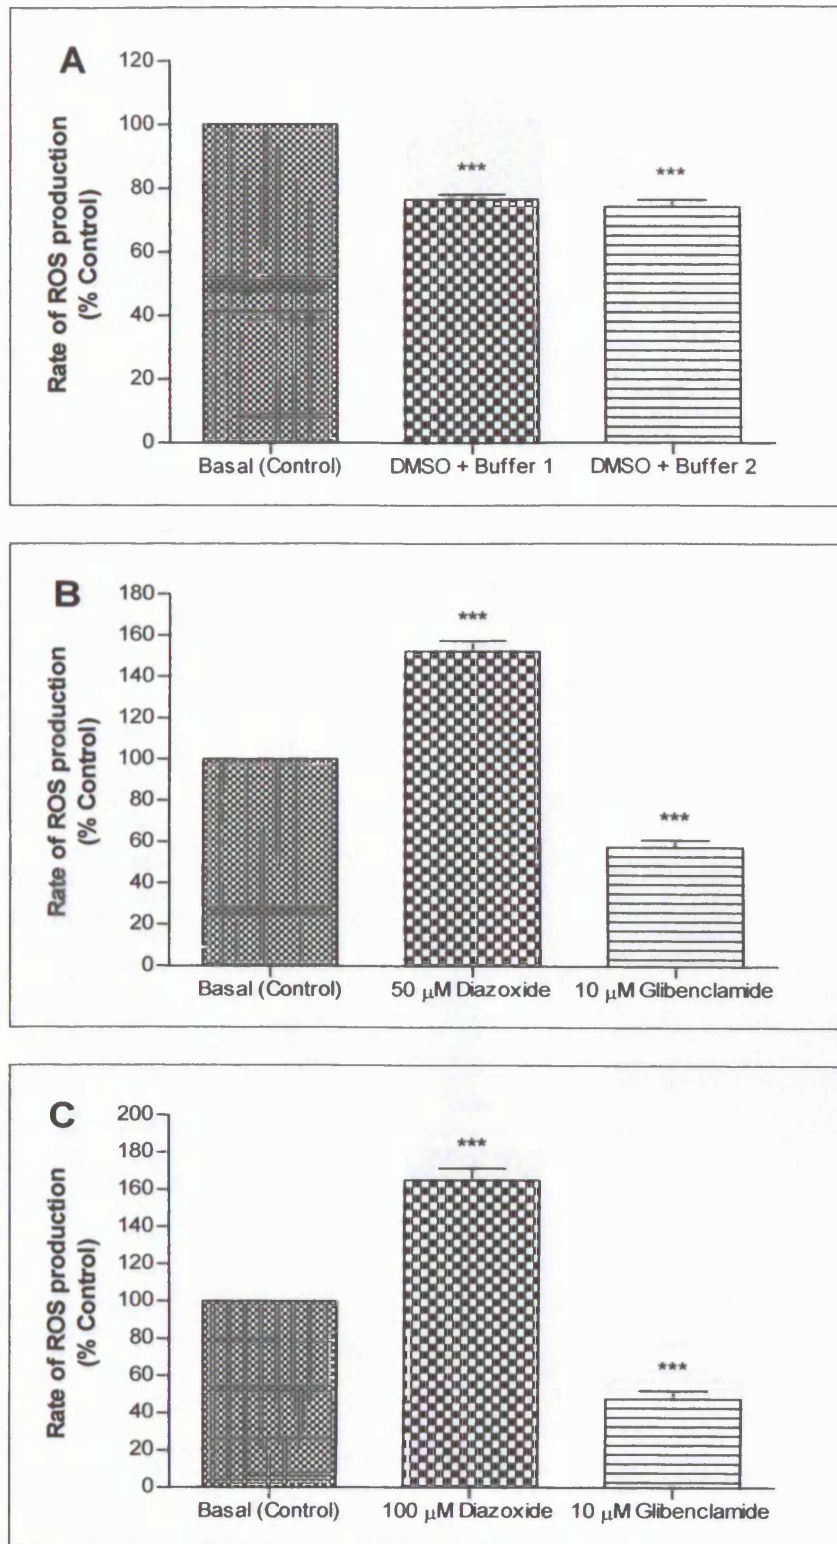 A
Rate of ROS production
(% Control)
120
100
80
60
40
20
0
***
***
Basal (Control)
DMSO + Buffer 1
DMSO + Buffer 2
B
Rate of ROS production
(% Control)
180
160
140
120
100
80
60
40
20
0
***
***
Basal (Control)
50 μM Diazoxide
10 μM Glibenclamide
C
Rate of ROS production
(% Control)
200
180
160
140
120
100
80
60
40
20
0
***
***
Basal (Control)
100 μM Diazoxide
10 μM Glibenclamide